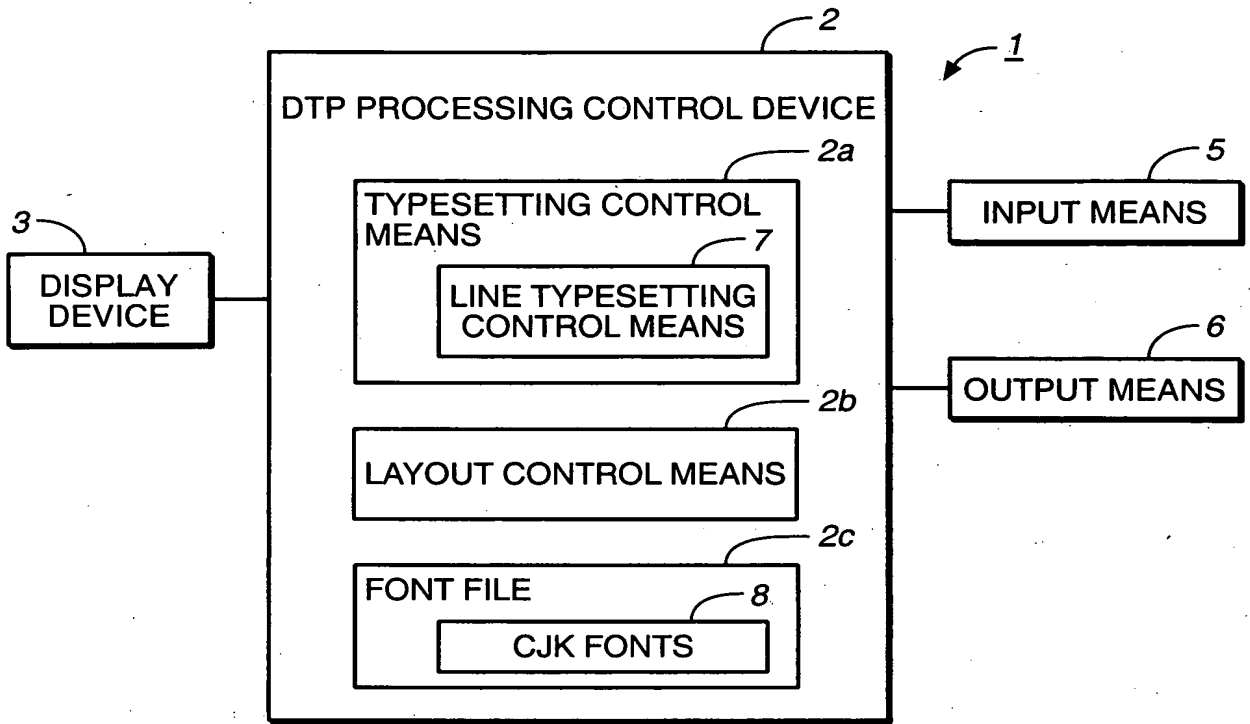 2
1
DTP PROCESSING CONTROL DEVICE
2a
5
TYPESETTING CONTROL
MEANS
INPUT MEANS
3
7
DISPLAY
DEVICE
LINE TYPESETTING
CONTROL MEANS
6
OUTPUT MEANS
2b
LAYOUT CONTROL MEANS
2c
FONT FILE
8
CJK FONTS